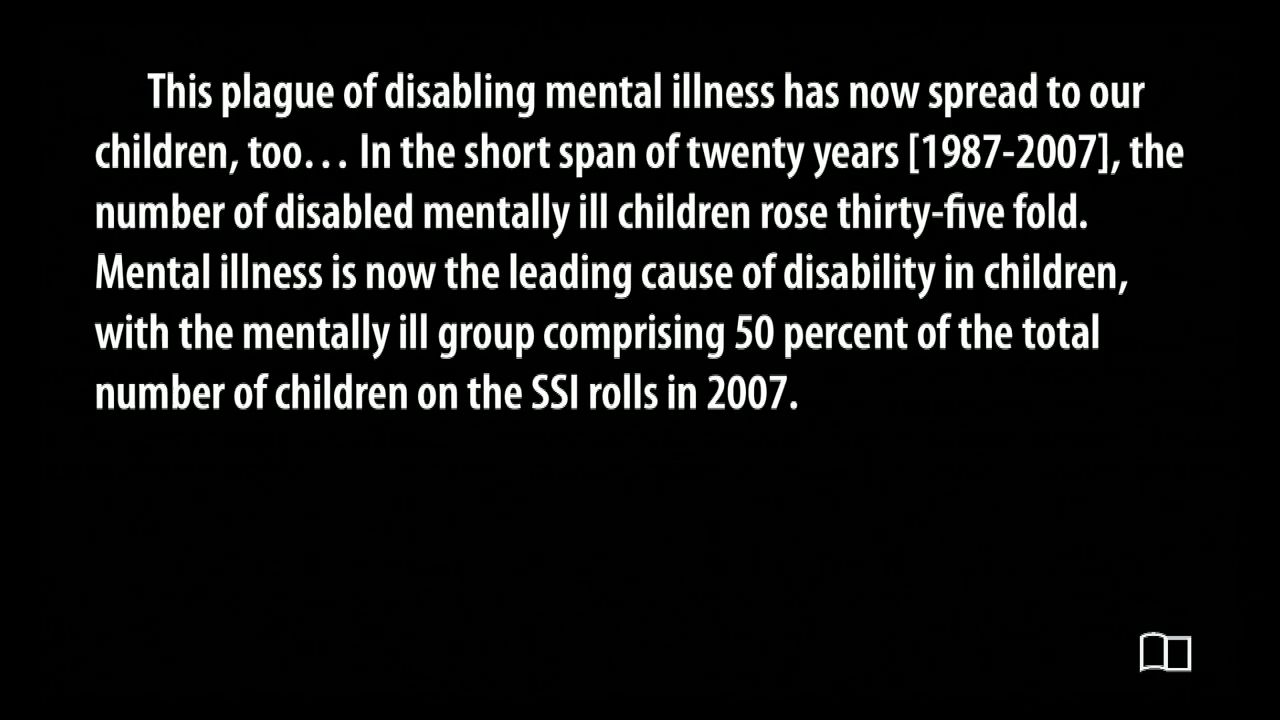 This plague of disabling mental illness has now spread to our
children, too… In the short span of twenty years [1987-2007], the
number of disabled mentally ill children rose thirty-five fold.
Mental illness is now the leading cause of disability in children,
with the mentally ill group comprising 50 percent of the total
number of children on the SSI rolls in 2007.